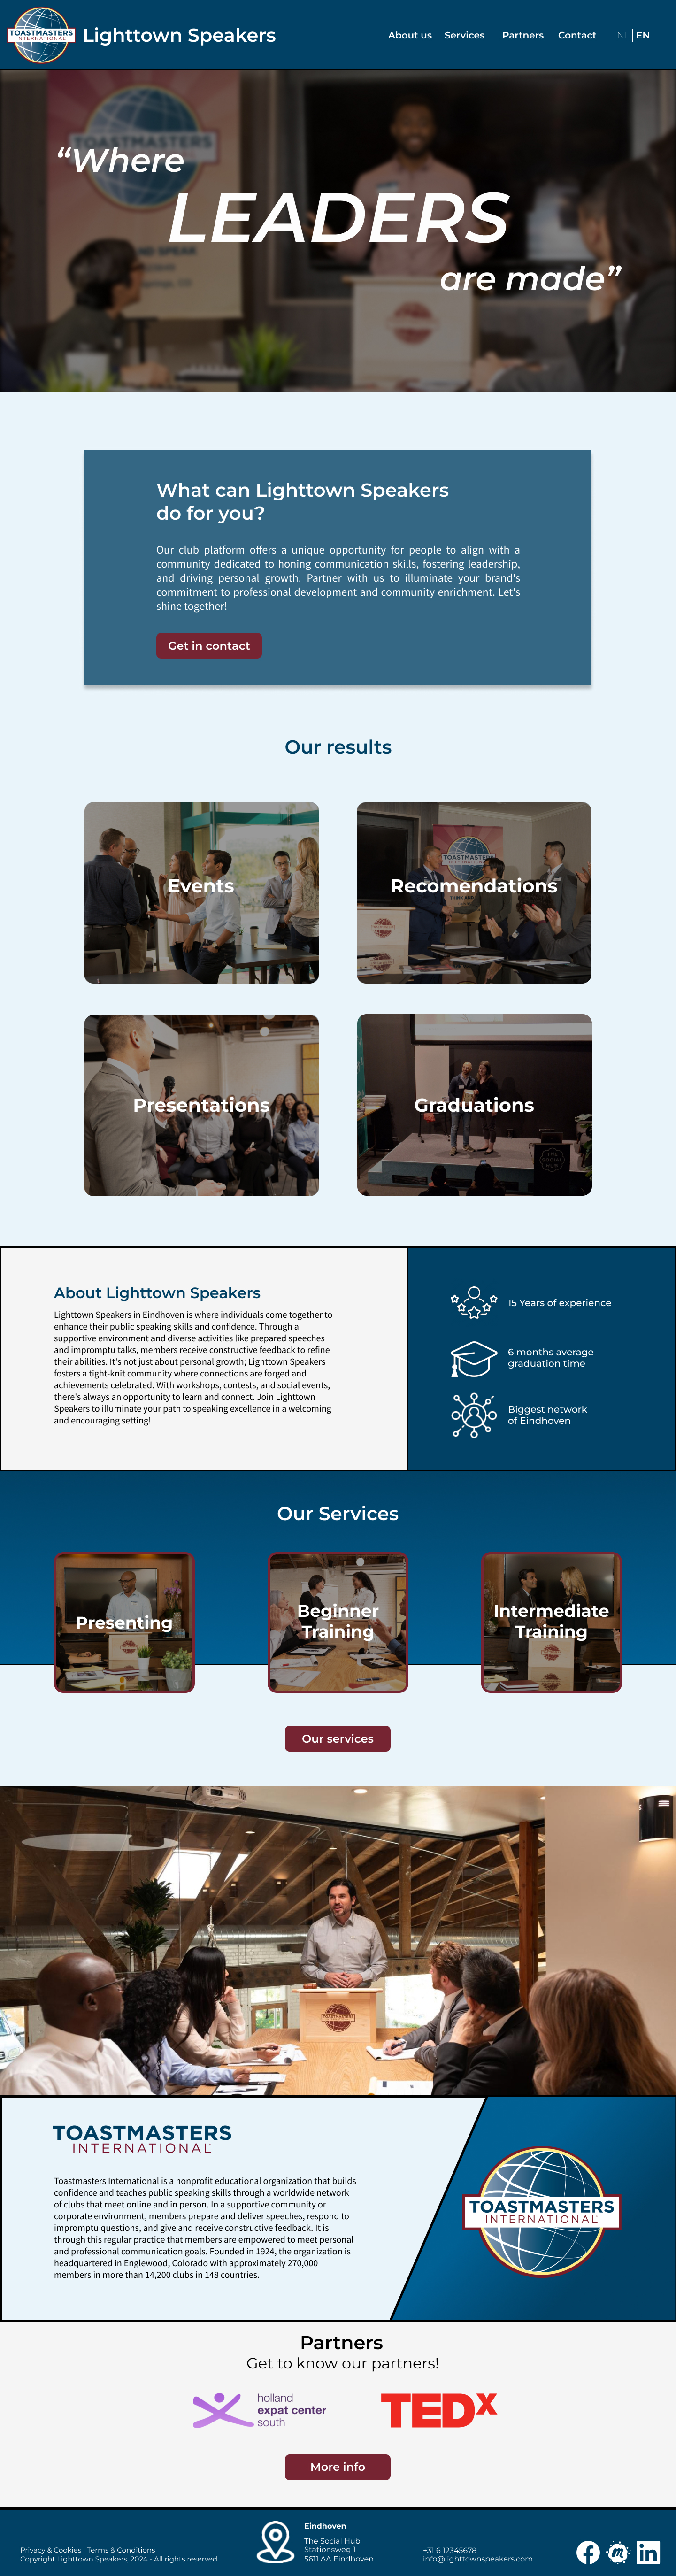 TOASTMASTERS
INTERNATIONAL
Lighttown Speakers
About us
Services
Partners
Contact
NL | EN
“Where
LEADERS
are made”
What can Lighttown Speakers
do for you?
Our club platform offers a unique opportunity for people to align with a
community dedicated to honing communication skills, fostering leadership,
and driving personal growth. Partner with us to illuminate your brand's
commitment to professional development and community enrichment. Let's
shine together!
Get in contact
Our results
Events
Recomendations
TOASTMASTERS
Presentations
Graduations
THE
SOCIAL
HUB
About Lighttown Speakers
Lighttown Speakers in Eindhoven is where individuals come together to
enhance their public speaking skills and confidence. Through a
supportive environment and diverse activities like prepared speeches
and impromptu talks, members receive constructive feedback to refine
their abilities. It's not just about personal growth; Lighttown Speakers
fosters a tight-knit community where connections are forged and
achievements celebrated. With workshops, contests, and social events,
there's always an opportunity to learn and connect. Join Lighttown
Speakers to illuminate your path to speaking excellence in a welcoming
and encouraging setting!
15 Years of experience
6 months average
graduation time
Biggest network
of Eindhoven
Our Services
Presenting
Beginner
Training
Intermediate
Training
Our services
TOASTMASTERS
TOASTMASTERS
INTERNATIONAL
Toastmasters International is a nonprofit educational organization that builds
confidence and teaches public speaking skills through a worldwide network
of clubs that meet online and in person. In a supportive community or
corporate environment, members prepare and deliver speeches, respond to
impromptu questions, and give and receive constructive feedback. It is
through this regular practice that members are empowered to meet personal
and professional communication goals. Founded in 1924, the organization is
headquartered in Englewood, Colorado with approximately 270,000
members in more than 14,200 clubs in 148 countries.
TOASTMASTERS
INTERNATIONAL
Partners
Get to know our partners!
holland
expat center
south
TEDx
More info
Privacy & Cookies | Terms & Conditions
Copyright Lighttown Speakers, 2024 - All rights reserved
Eindhoven
The Social Hub
Stationsweg 1
5611 AA Eindhoven
+31 6 12345678
info@lighttownspeakers.com